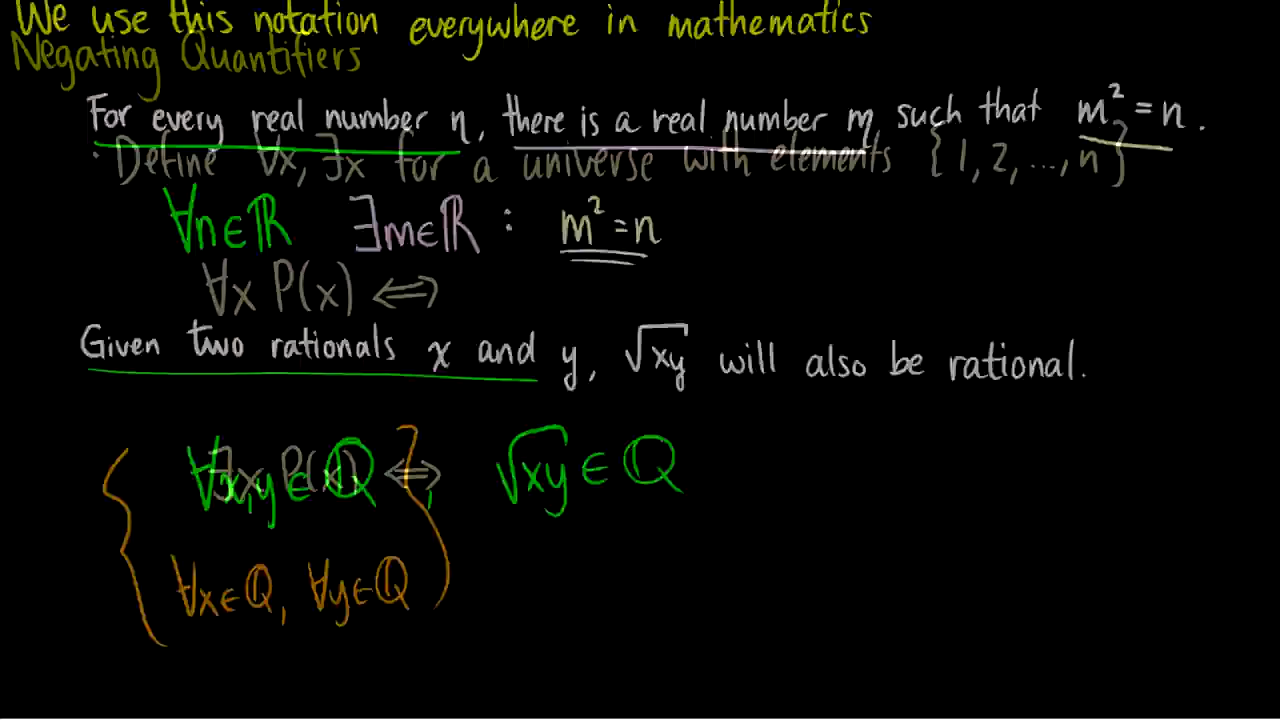 We use this notation everywhere in mathematics
Negating Quantifiers
For every real number n, there is a real number m such that m² = n.
· Define ∀x, ∃x for a universe with elements {1, 2, ..., n}
∀n∈ℝ ∃m∈ℝ : m² = n
∀x P(x) ⇔
Given two rationals x and y, √xy will also be rational.
∀x,y ∈ ℚ, √xy ∈ ℚ
∃x P(x) ⇔
∀x∈ℚ, ∀y∈ℚ